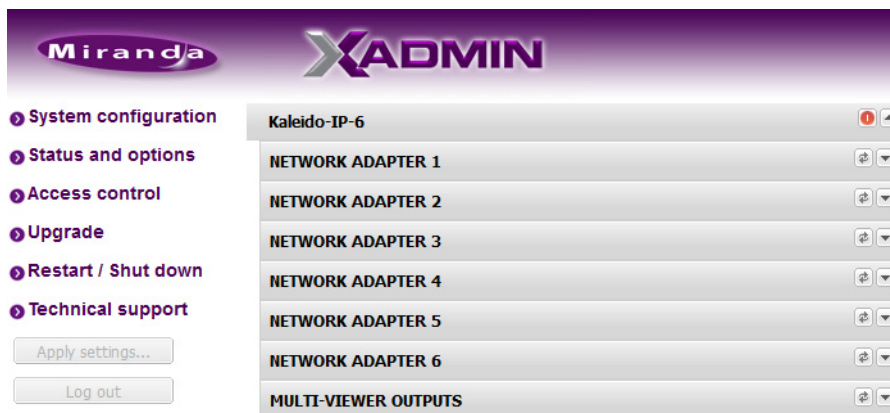 Miranda
XADMIN
System configuration
Status and options
Access control
Upgrade
Restart / Shut down
Technical support
Apply settings...
Log out
Kaleido-IP-6
NETWORK ADAPTER 1
NETWORK ADAPTER 2
NETWORK ADAPTER 3
NETWORK ADAPTER 4
NETWORK ADAPTER 5
NETWORK ADAPTER 6
MULTI-VIEWER OUTPUTS